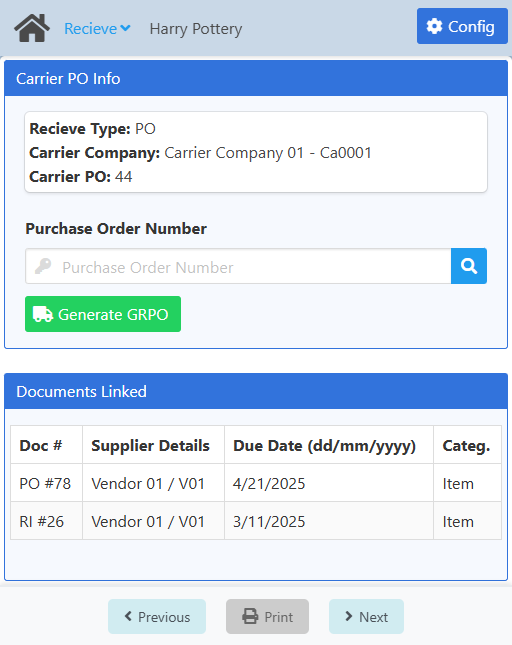 Recieve Harry Pottery Config
Carrier PO Info
Recieve Type: PO
Carrier Company: Carrier Company 01 - Ca0001
Carrier PO: 44
Purchase Order Number
Purchase Order Number
Generate GRPO
Documents Linked
Doc # Supplier Details Due Date (dd/mm/yyyy) Categ.
PO #78 Vendor 01 / V01 4/21/2025 Item
RI #26 Vendor 01 / V01 3/11/2025 Item
Previous Print Next